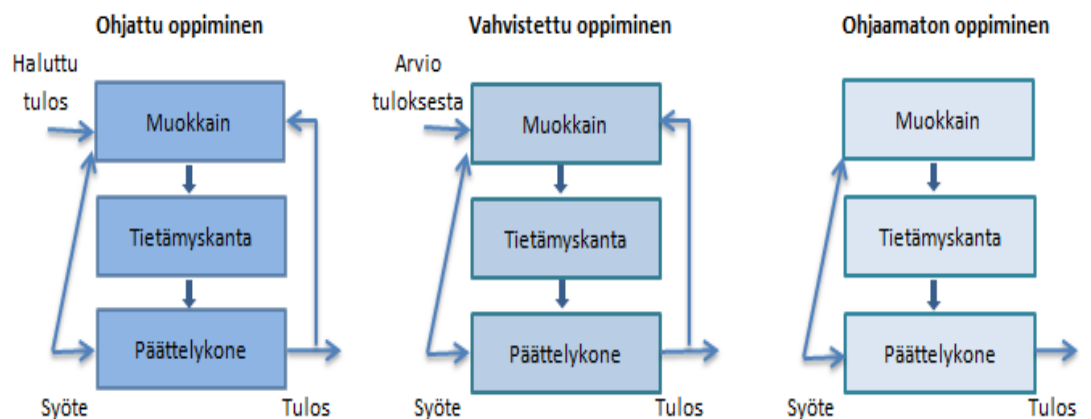 Ohjattu oppiminen
Haluttu
tulos
Muokkain
Tietämyskanta
Päättelykone
Syöte
Tulos
Vahvistettu oppiminen
Arvio
tuloksesta
Muokkain
Tietämyskanta
Päättelykone
Syöte
Tulos
Ohjaamaton oppiminen
Muokkain
Tietämyskanta
Päättelykone
Syöte
Tulos